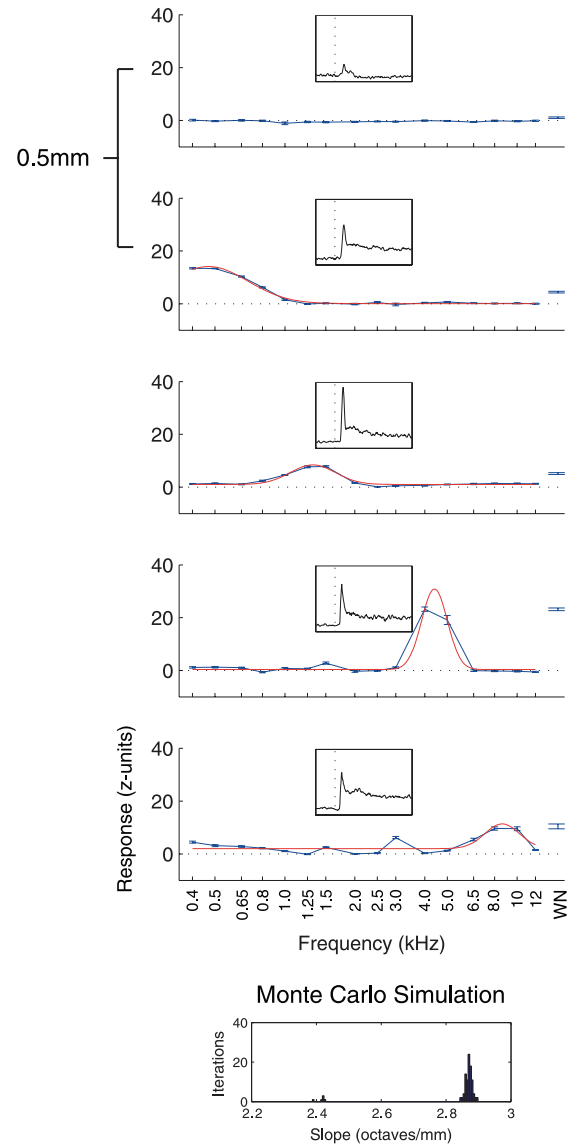 40
20
0
0.5mm
40
20
0
40
20
0
40
20
0
40
20
0
Response (z-units)
0.4 0.5 0.65 0.8 1.0 1.25 1.5 2.0 2.5 3.0 4.0 5.0 6.5 8.0 10 12 WN
Frequency (kHz)
Monte Carlo Simulation
40
20
0
Iterations
2.2 2.4 2.6 2.8 3
Slope (octaves/mm)